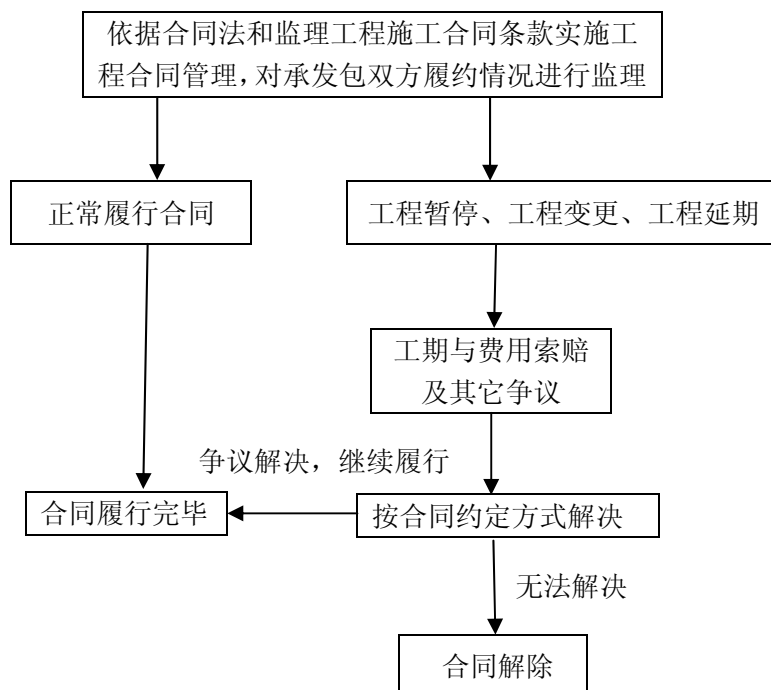 依据合同法和监理工程施工合同条款实施工
程合同管理，对承发包双方履约情况进行监理
正常履行合同
工程暂停、工程变更、工程延期
工期与费用索赔
及其它争议
争议解决，继续履行
合同履行完毕
按合同约定方式解决
无法解决
合同解除